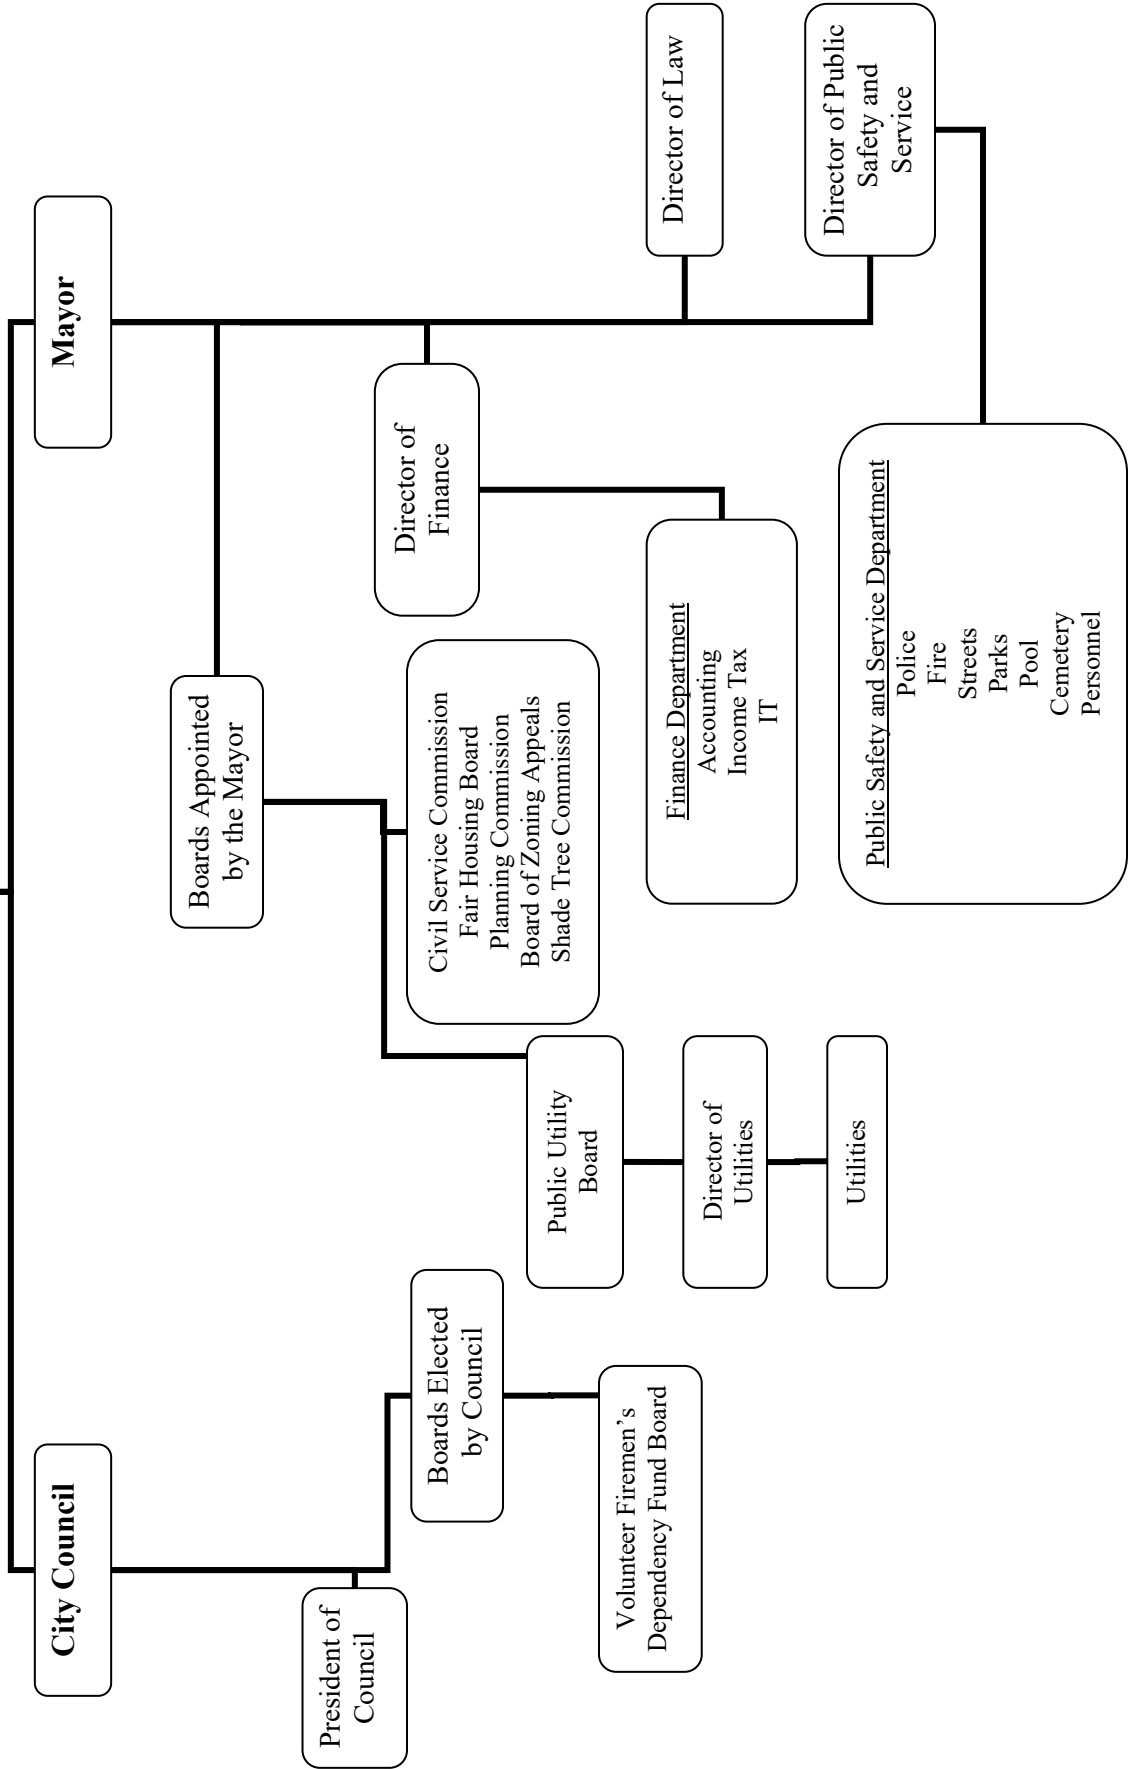 City Council
Mayor
President of
Council
Boards Elected
by Council
Volunteer Firemen’s
Dependency Fund Board
Boards Appointed
by the Mayor
Public Utility
Board
Director of
Utilities
Utilities
Civil Service Commission
Fair Housing Board
Planning Commission
Board of Zoning Appeals
Shade Tree Commission
Director of
Finance
Finance Department
Accounting
Income Tax
IT
Director of Law
Director of Public
Safety and
Service
Public Safety and Service Department
Police
Fire
Streets
Parks
Pool
Cemetery
Personnel